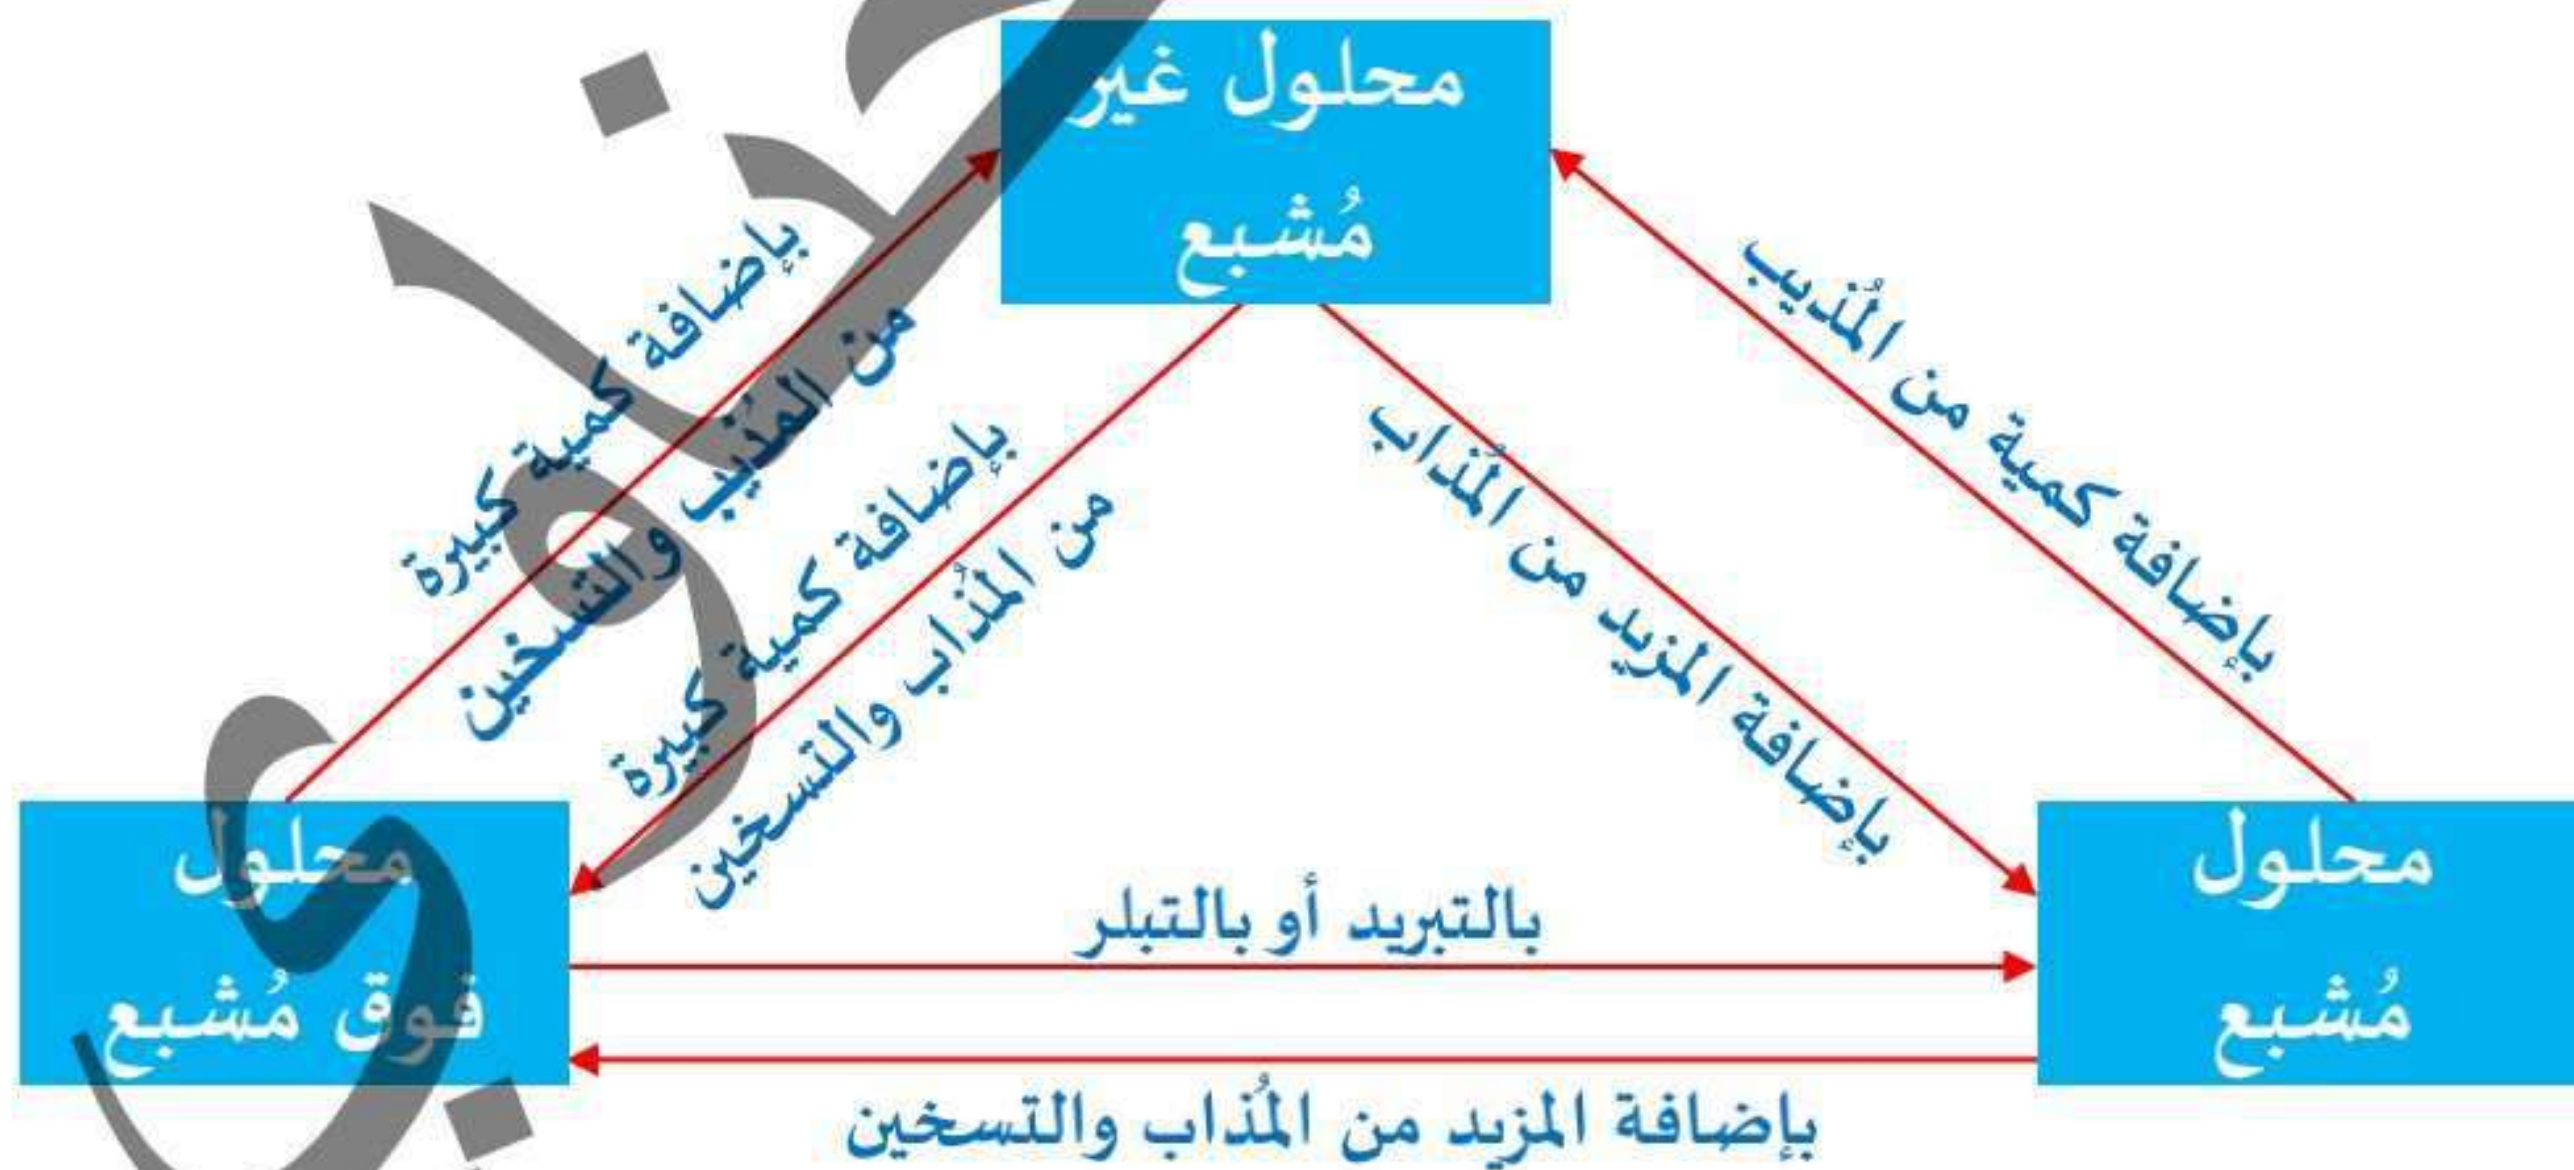 محلول غير
مُشبع
بإضافة كمية من المُذيب
بإضافة المزيد من المُذاب
بإضافة كمية كبيرة
من المُذيب والتسخين
بإضافة كمية كبيرة
من المُذاب والتسخين
محلول
مُشبع
محلول
فوق مُشبع
بالتبريد أو بالتبلر
بإضافة المزيد من المُذاب والتسخين